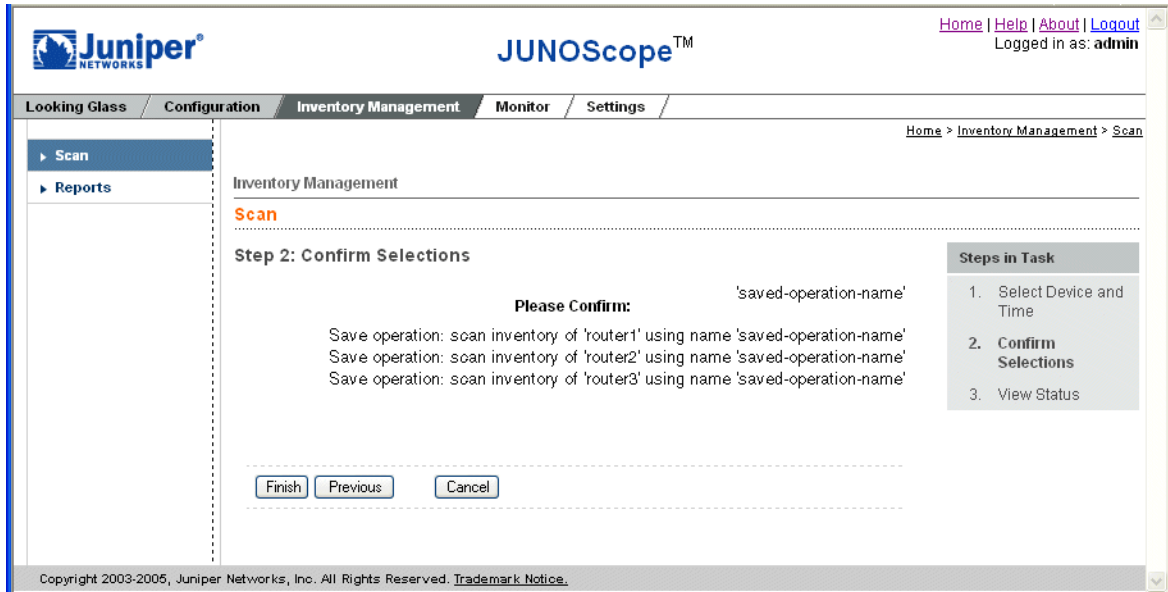 Juniper®
NETWORKS
JUNOScope™
Home | Help | About | Logout
Logged in as: admin
Looking Glass / Configuration / Inventory Management / Monitor / Settings /
Home > Inventory Management > Scan
Scan
Reports
Inventory Management
Scan
Step 2: Confirm Selections
'saved-operation-name'
Please Confirm:
Save operation: scan inventory of 'router1' using name 'saved-operation-name'
Save operation: scan inventory of 'router2' using name 'saved-operation-name'
Save operation: scan inventory of 'router3' using name 'saved-operation-name'
Steps in Task
1. Select Device and
Time
2. Confirm
Selections
3. View Status
Finish Previous Cancel
Copyright 2003-2005, Juniper Networks, Inc. All Rights Reserved. Trademark Notice.